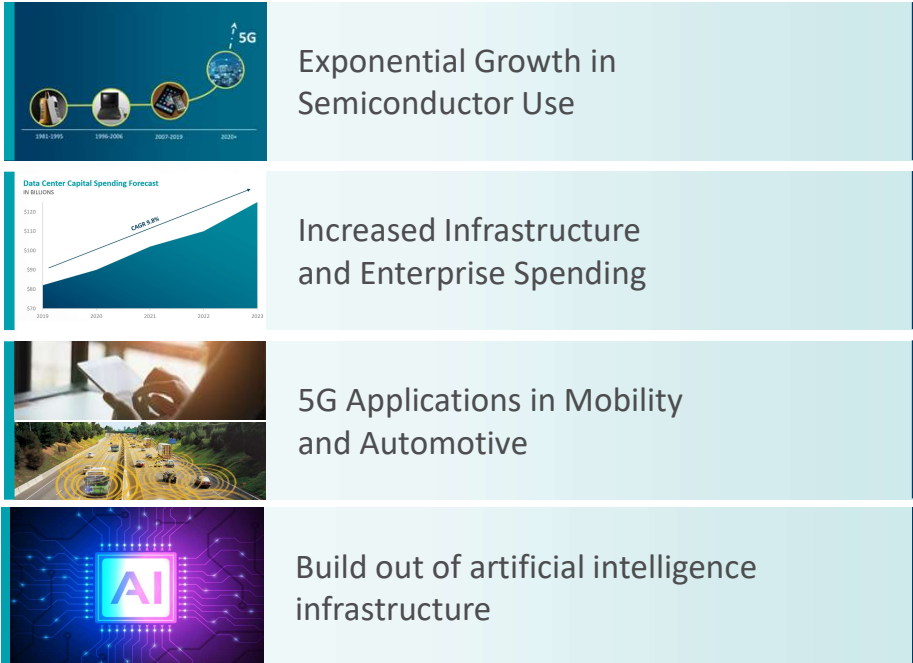 5G
1981-1995 1996-2006 2007-2019 2020+
Exponential Growth in
Semiconductor Use
Data Center Capital Spending Forecast
IN BILLIONS
$120
$110
$100
$90
$80
$70
CAGR 9.8%
2019 2020 2021 2022 2023
Increased Infrastructure
and Enterprise Spending
5G Applications in Mobility
and Automotive
AI
Build out of artificial intelligence
infrastructure